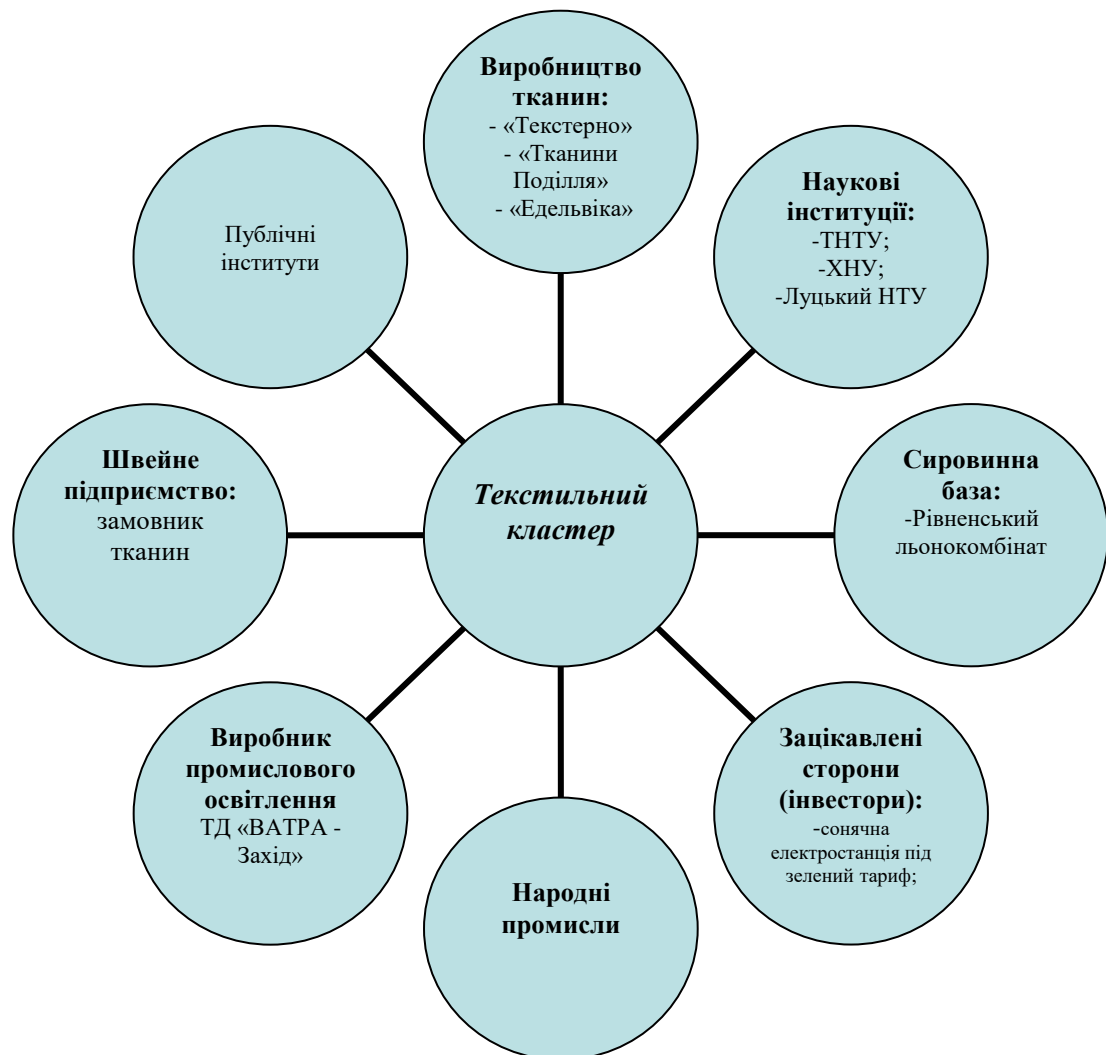 Виробництво
тканин:
- «Текстерно»
- «Тканини
Поділля»
- «Едельвіка»
Наукові
інституції:
-ТНТУ;
-ХНУ;
-Луцький НТУ
Публічні
інститути
Швейне
підприємство:
замовник
тканин
Текстильний
кластер
Сировинна
база:
-Рівненський
льонокомбінат
Виробник
промислового
освітлення
ТД «ВАТРА -
Захід»
Зацікавлені
сторони
(інвестори):
-сонячна
електростанція під
зелений тариф;
Народні
промисли